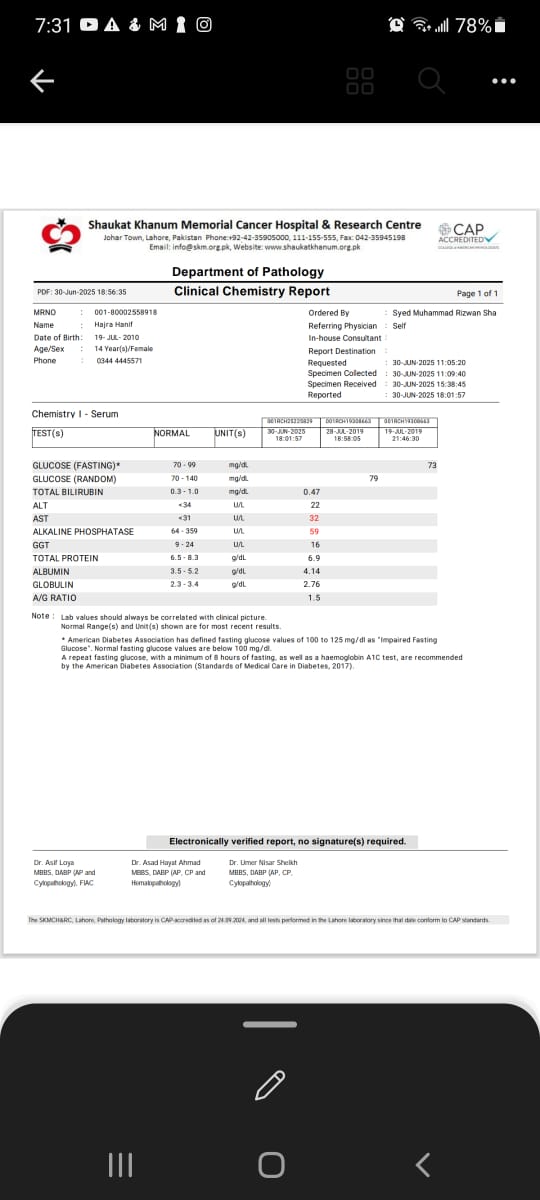 7:31
78%
Shaukat Khanum Memorial Cancer Hospital & Research Centre
Johar Town, Lahore, Pakistan Phone:+92-42-35905000, 111-155-555, Fax: 042-35945198
Email: info@skm.org.pk, Website: www.shaukatkhanum.org.pk
CAP
ACCREDITED
COLLEGE of AMERICAN PATHOLOGISTS
Department of Pathology
PDF: 30-Jun-2025 18:56:35 Clinical Chemistry Report Page 1 of 1
MRNO : 001-80002558918 Ordered By : Syed Muhammad Rizwan Sha
Name : Hajra Hanif Referring Physician : Self
Date of Birth: 19- JUL- 2010 In-house Consultant :
Age/Sex : 14 Year(s)/Female Report Destination :
Phone : 0344 4445571 Requested : 30-JUN-2025 11:05:20
Specimen Collected : 30-JUN-2025 11:09:40
Specimen Received : 30-JUN-2025 15:38:45
Reported : 30-JUN-2025 18:01:57
Chemistry I - Serum
001RCH25225829 001RCH19308663 001RCH19308663
TEST(s) NORMAL UNIT(s) 30-JUN-2025 28-JUL-2019 19-JUL-2019
18:01:57 18:58:05 21:46:30
GLUCOSE (FASTING)* 70 - 99 mg/dL 73
GLUCOSE (RANDOM) 70 - 140 mg/dL 79
TOTAL BILIRUBIN 0.3 - 1.0 mg/dL 0.47
ALT <34 U/L 22
AST <31 U/L 32
ALKALINE PHOSPHATASE 64 - 359 U/L 59
GGT 9 - 24 U/L 16
TOTAL PROTEIN 6.5 - 8.3 g/dL 6.9
ALBUMIN 3.5 - 5.2 g/dL 4.14
GLOBULIN 2.3 - 3.4 g/dL 2.76
A/G RATIO 1.5
Note : Lab values should always be correlated with clinical picture.
Normal Range(s) and Unit(s) shown are for most recent results.
* American Diabetes Association has defined fasting glucose values of 100 to 125 mg/dl as "Impaired Fasting
Glucose". Normal fasting glucose values are below 100 mg/dl.
A repeat fasting glucose, with a minimum of 8 hours of fasting, as well as a haemoglobin A1C test, are recommended
by the American Diabetes Association (Standards of Medical Care in Diabetes, 2017).
Electronically verified report, no signature(s) required.
Dr. Asif Loya Dr. Asad Hayat Ahmad Dr. Umer Nisar Sheikh
MBBS, DABP (AP and MBBS, DABP (AP, CP and MBBS, DABP (AP, CP,
Cytopathology), FIAC Hematopathology) Cytopathology)
The SKMCH&RC, Lahore, Pathology laboratory is CAP-accredited as of 24.09.2024, and all tests performed in the Lahore laboratory since that date conform to CAP standards.